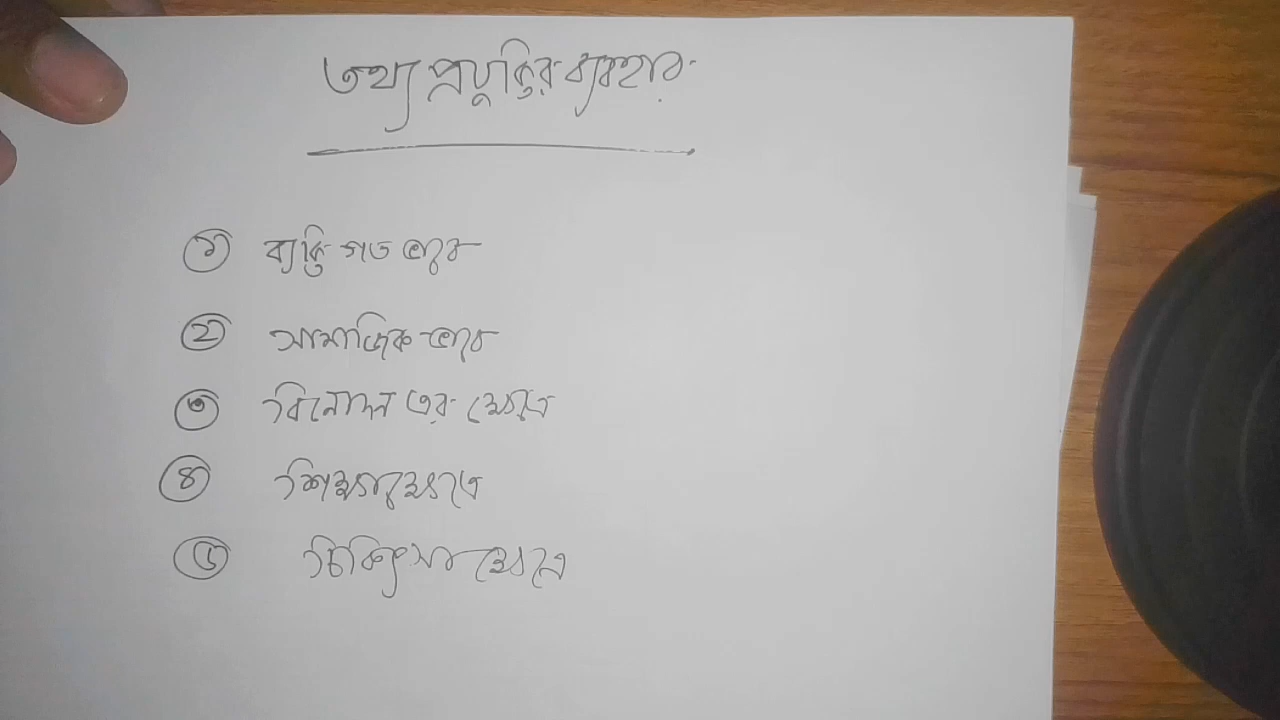 তথ্য প্রযুক্তির ব্যবহার
১ ব্যক্তি গত ভাবে
২ সামাজিক ভাবে
৩ বিনোদন এর ক্ষেত্রে
৪ শিক্ষাক্ষেত্রে
৫ চিকিৎসা ক্ষেত্রে